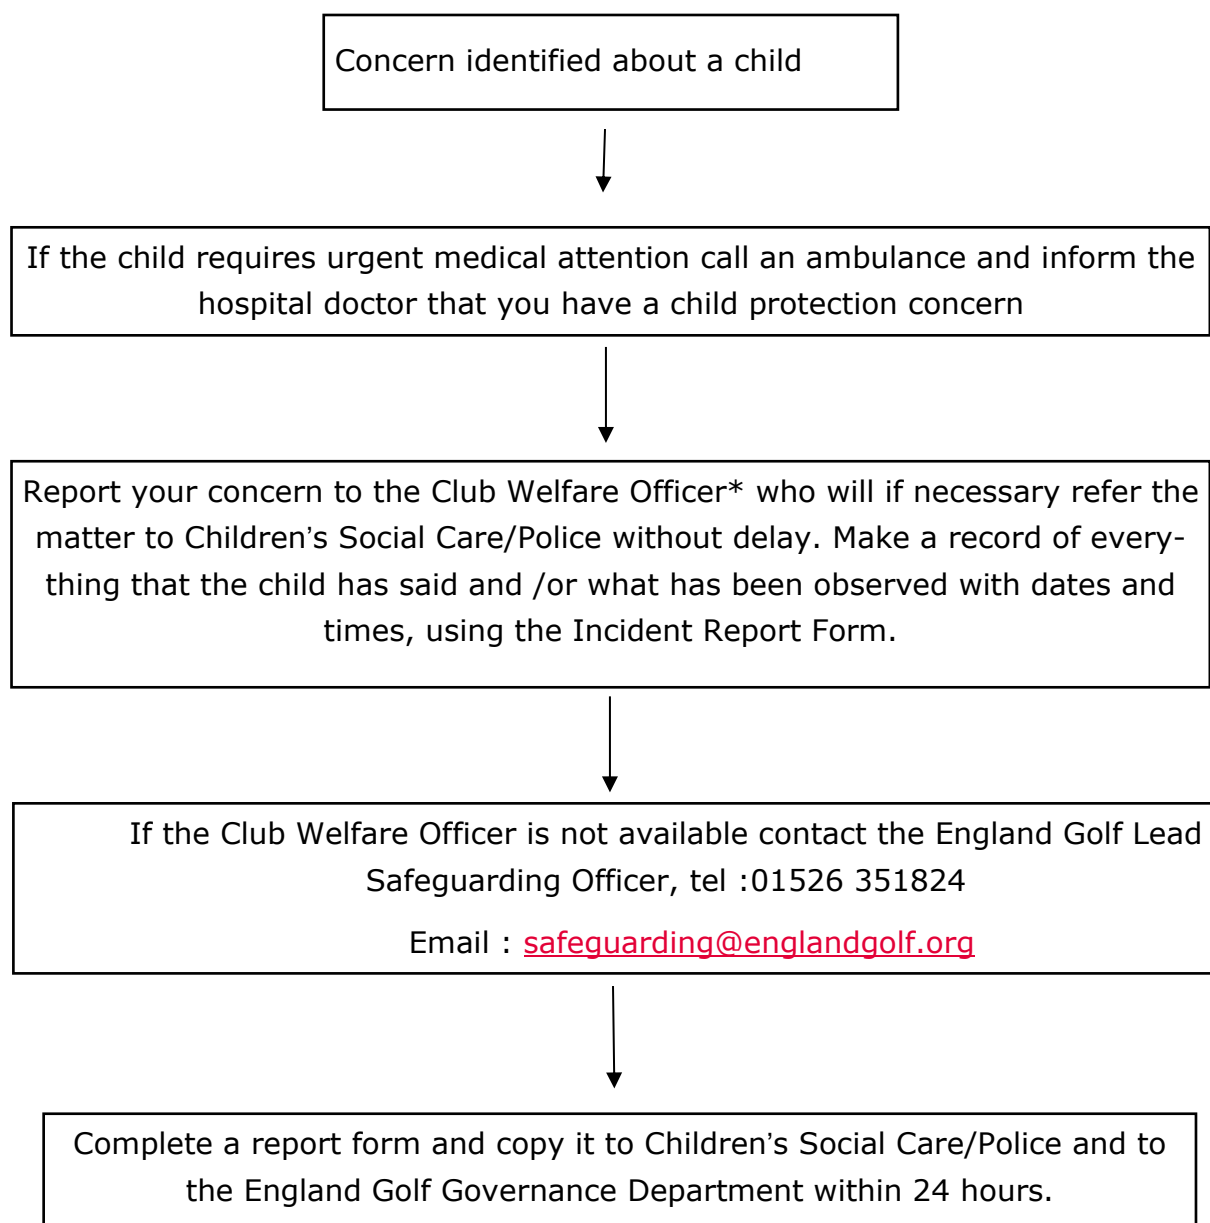 Concern identified about a child
If the child requires urgent medical attention call an ambulance and inform the
hospital doctor that you have a child protection concern
Report your concern to the Club Welfare Officer* who will if necessary refer the
matter to Children’s Social Care/Police without delay. Make a record of every-
thing that the child has said and /or what has been observed with dates and
times, using the Incident Report Form.
If the Club Welfare Officer is not available contact the England Golf Lead
Safeguarding Officer, tel :01526 351824
Email : safeguarding@englandgolf.org
Complete a report form and copy it to Children’s Social Care/Police and to
the England Golf Governance Department within 24 hours.